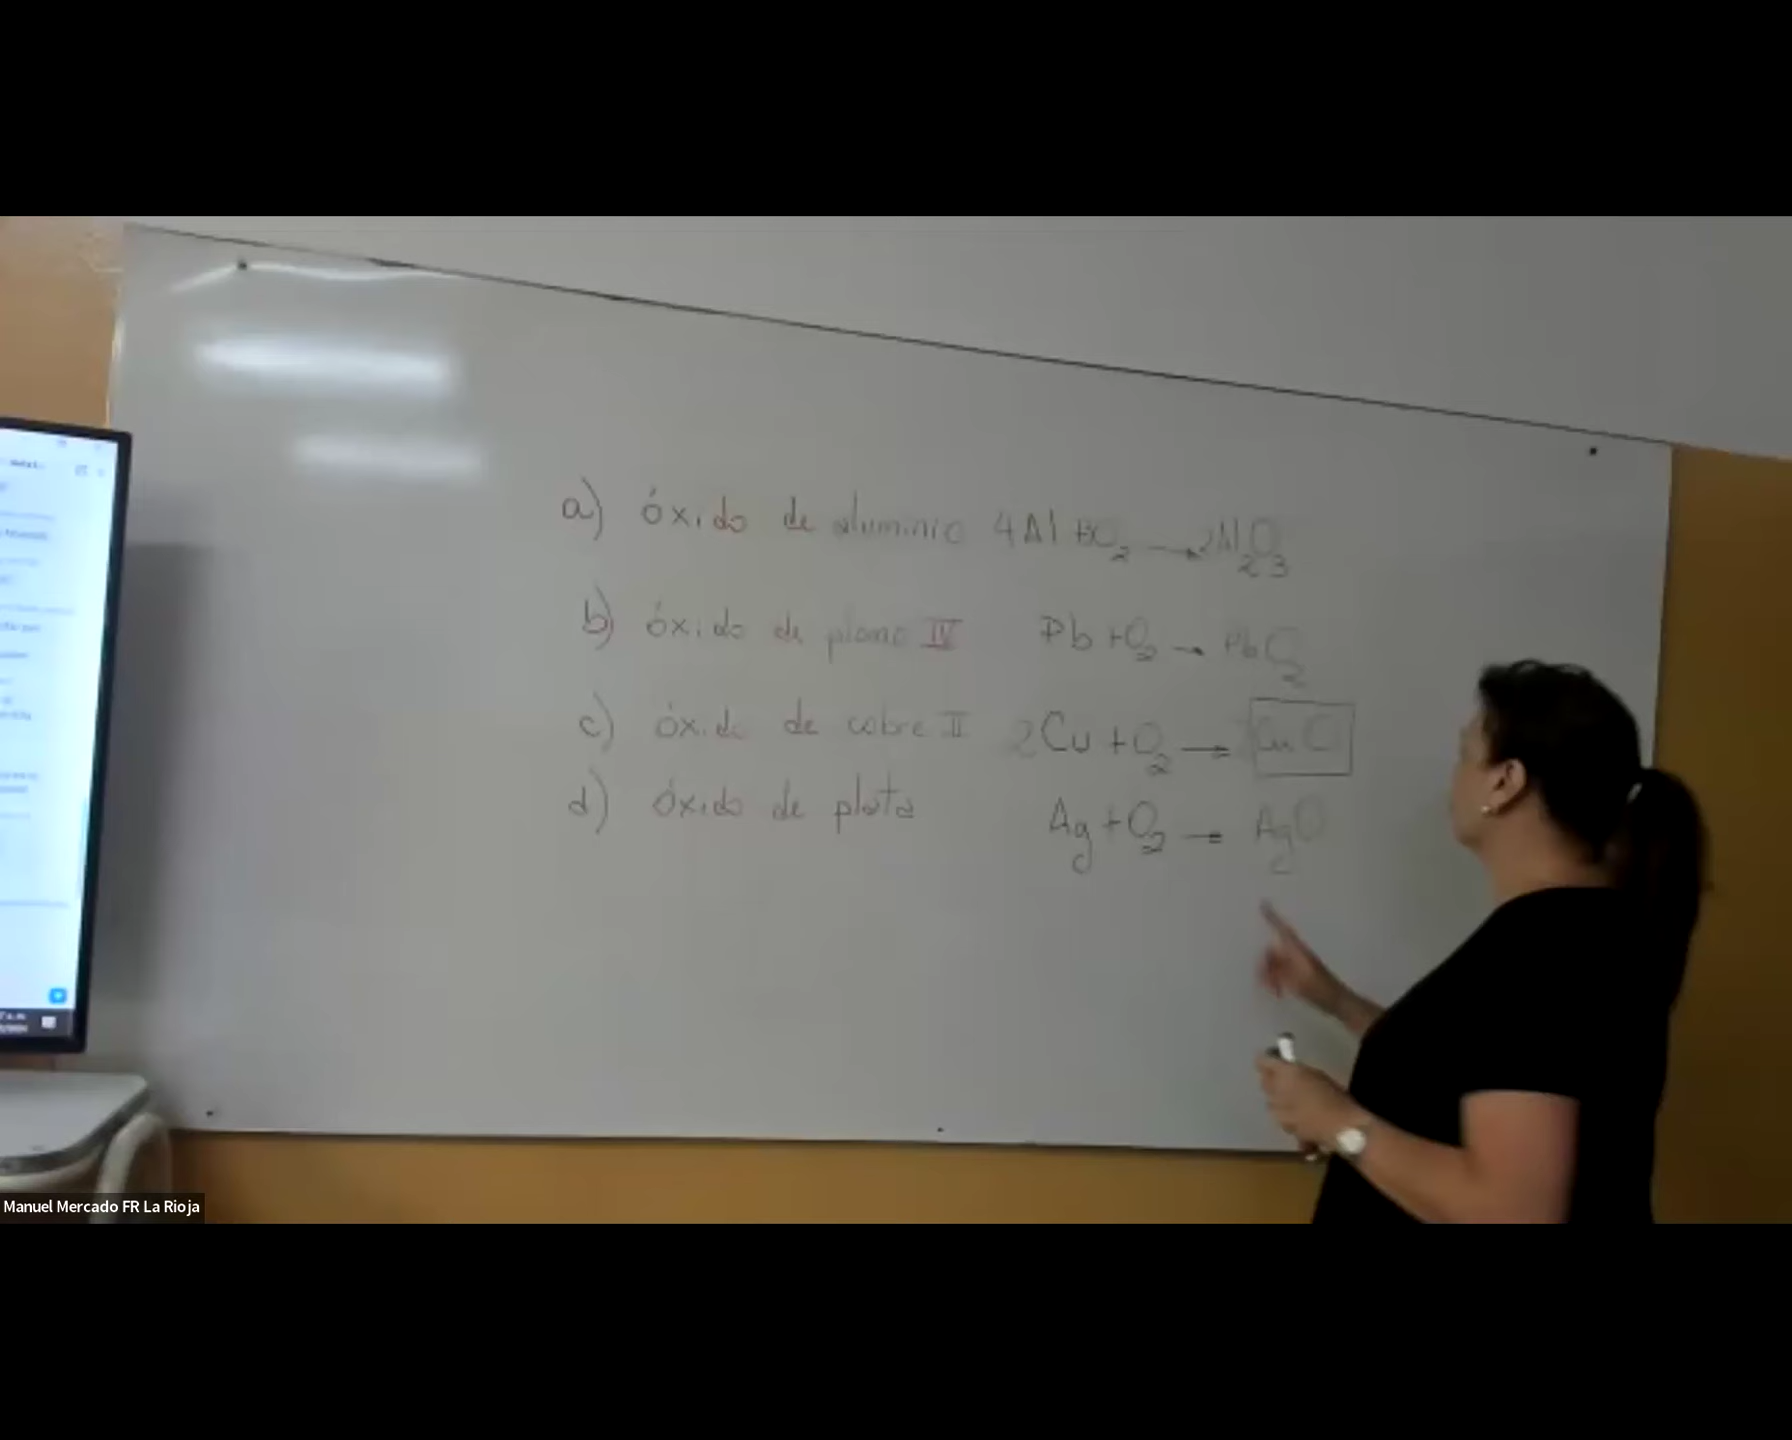 a) óxido de aluminio 4Al + 3O₂ → 2Al₂O₃
b) óxido de plomo IV Pb + O₂ → PbO₂
c) óxido de cobre II 2Cu + O₂ → 2CuO
d) óxido de plata Ag + O₂ → AgO
Manuel Mercado FR La Rioja